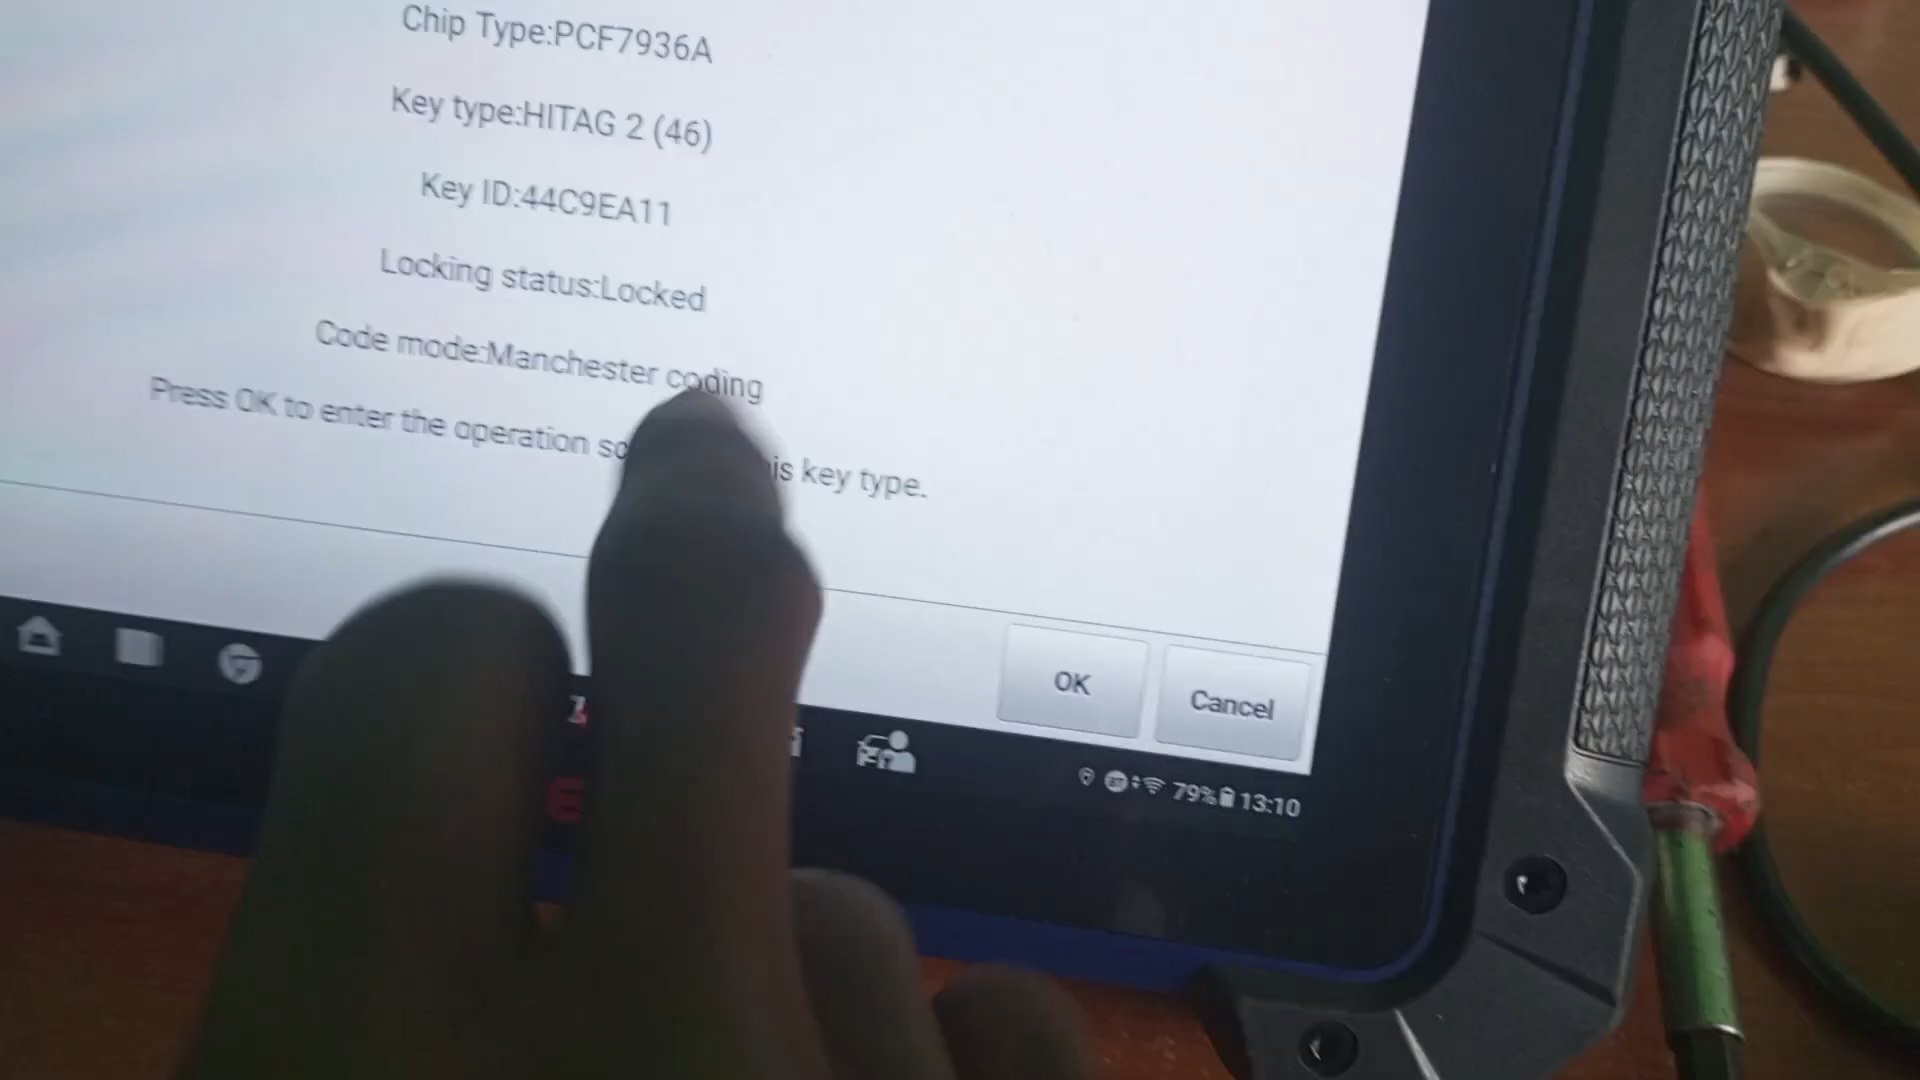 Chip Type:PCF7936A
Key type:HITAG 2 (46)
Key ID:44C9EA11
Locking status:Locked
Code mode:Manchester coding
Press OK to enter the operation key type.
OK
Cancel
79% 13:10